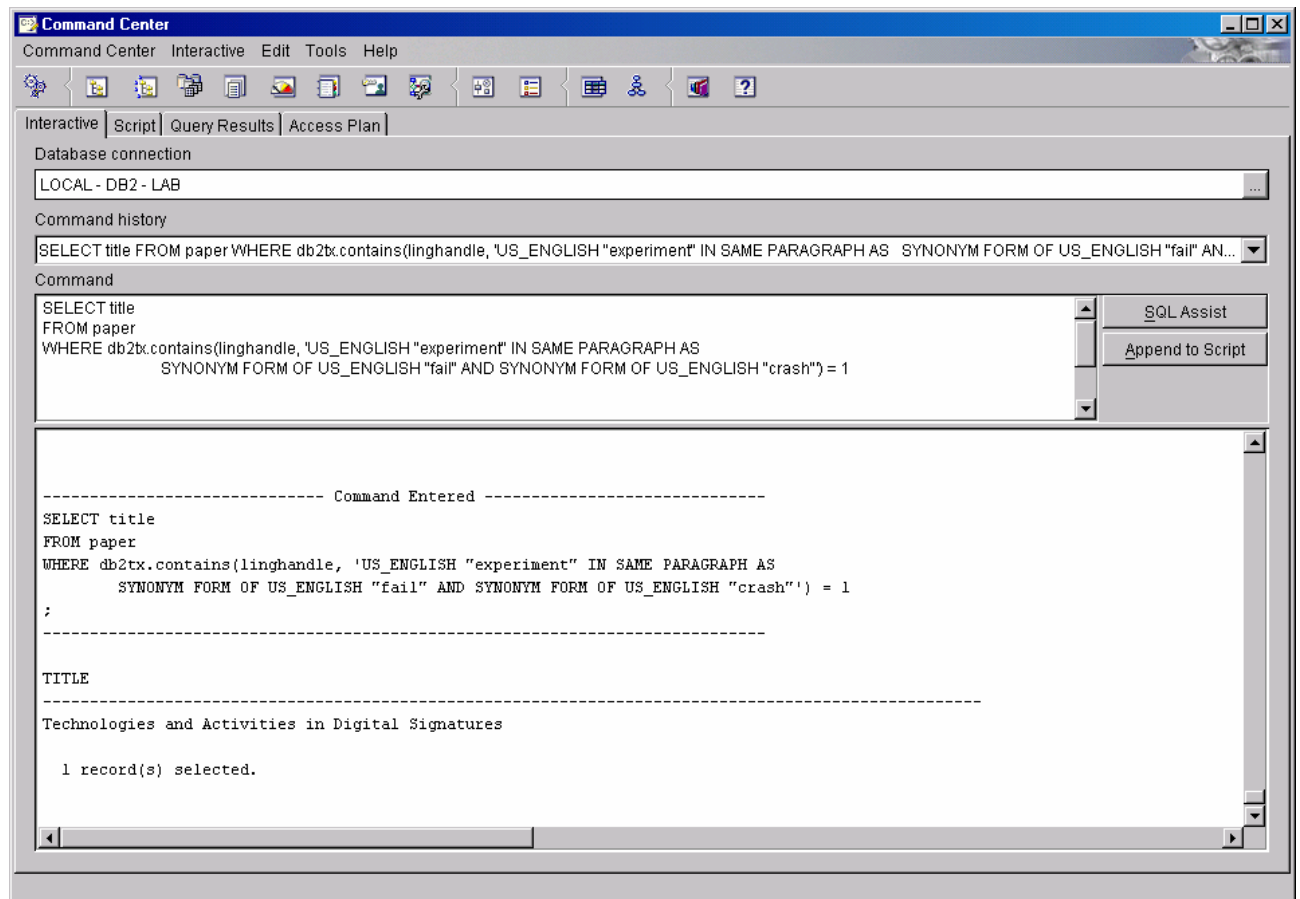 Command Center
Command Center Interactive Edit Tools Help
Interactive Script Query Results Access Plan
Database connection
LOCAL - DB2 - LAB
...
Command history
SELECT title FROM paper WHERE db2tx.contains(linghandle, 'US_ENGLISH "experiment" IN SAME PARAGRAPH AS SYNONYM FORM OF US_ENGLISH "fail" AN...
Command
SELECT title
FROM paper
WHERE db2tx.contains(linghandle, 'US_ENGLISH "experiment" IN SAME PARAGRAPH AS
SYNONYM FORM OF US_ENGLISH "fail" AND SYNONYM FORM OF US_ENGLISH "crash"') = 1
SQL Assist
Append to Script
------------------------------ Command Entered ------------------------------
SELECT title
FROM paper
WHERE db2tx.contains(linghandle, 'US_ENGLISH "experiment" IN SAME PARAGRAPH AS
SYNONYM FORM OF US_ENGLISH "fail" AND SYNONYM FORM OF US_ENGLISH "crash"') = 1
;
-----------------------------------------------------------------------------
TITLE
----------------------------------------------------------------------------------------------------
Technologies and Activities in Digital Signatures
1 record(s) selected.